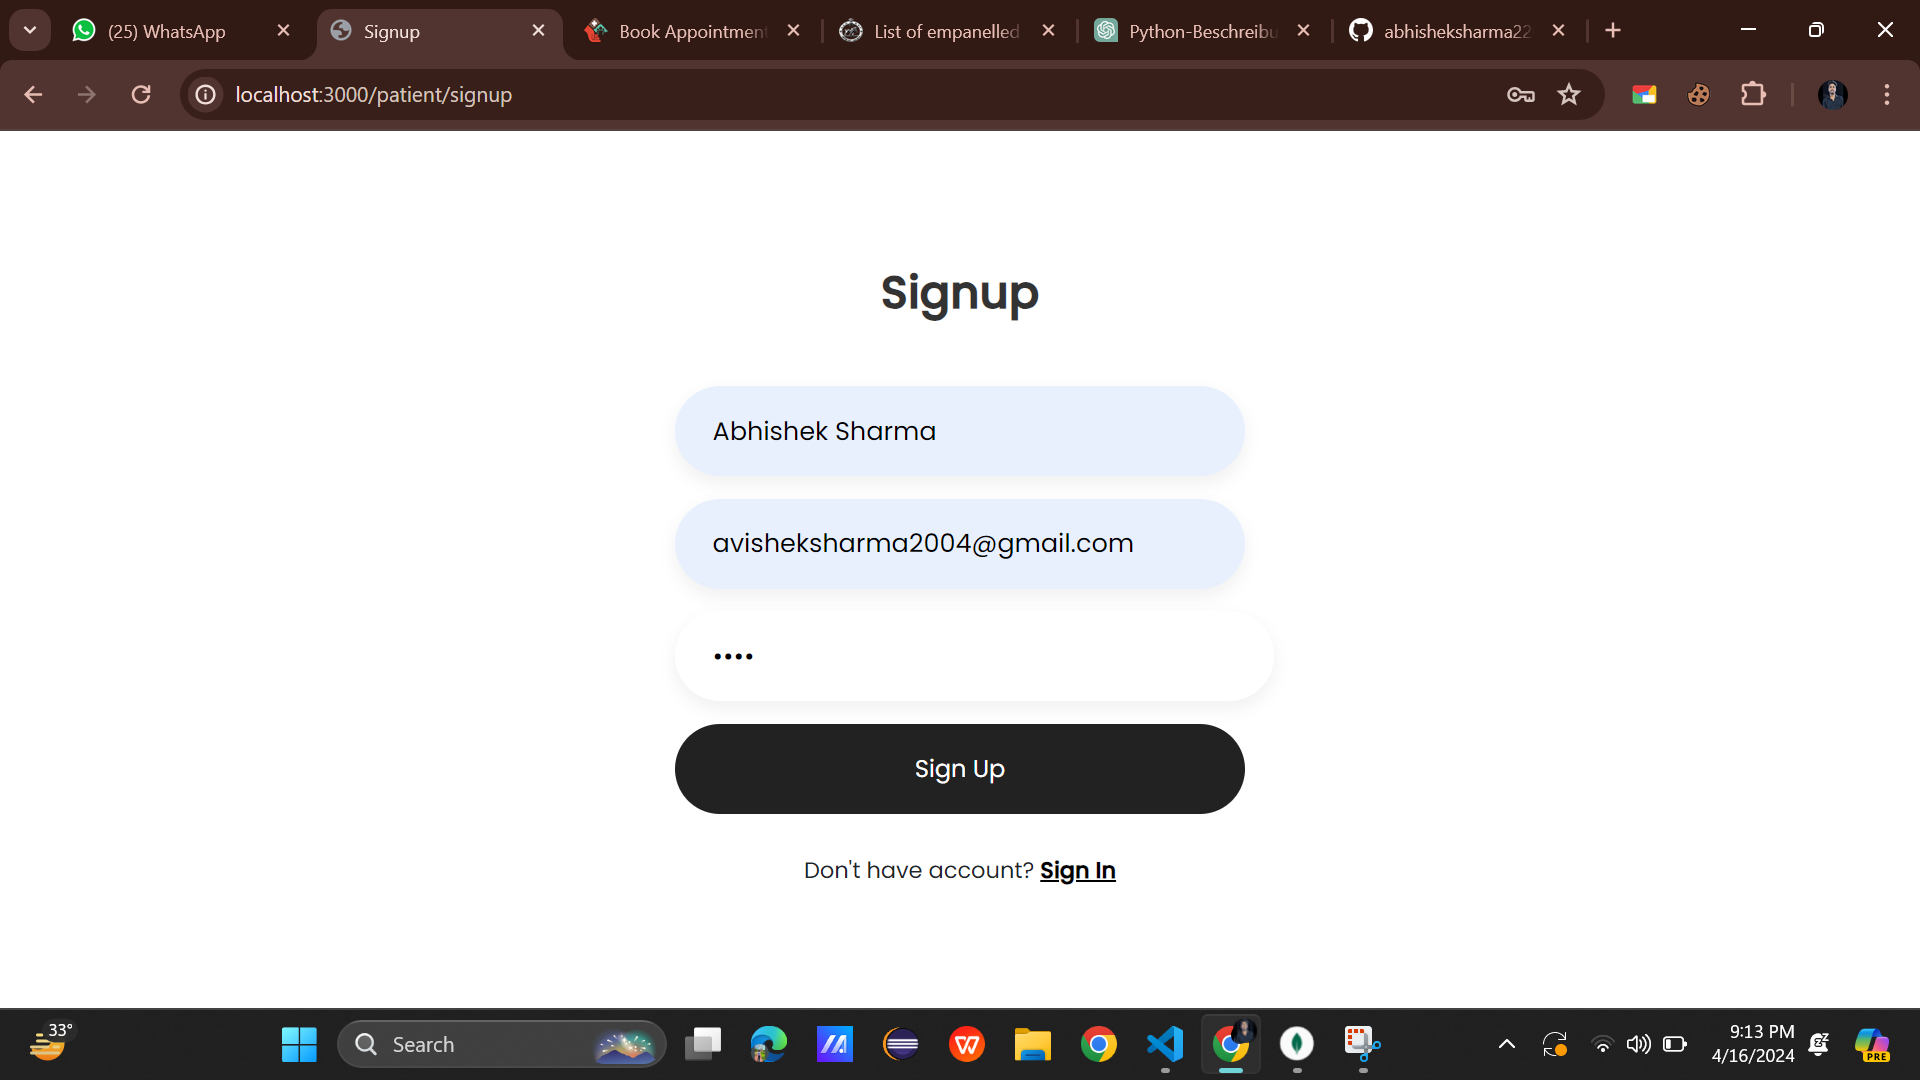 (25) WhatsApp
Signup
Book Appointment
List of empanelled
Python-Beschreibu
abhisheksharma22
localhost:3000/patient/signup
Signup
Abhishek Sharma
avisheksharma2004@gmail.com
••••
Sign Up
Don't have account? Sign In
33°
Search
9:13 PM
4/16/2024
PRE